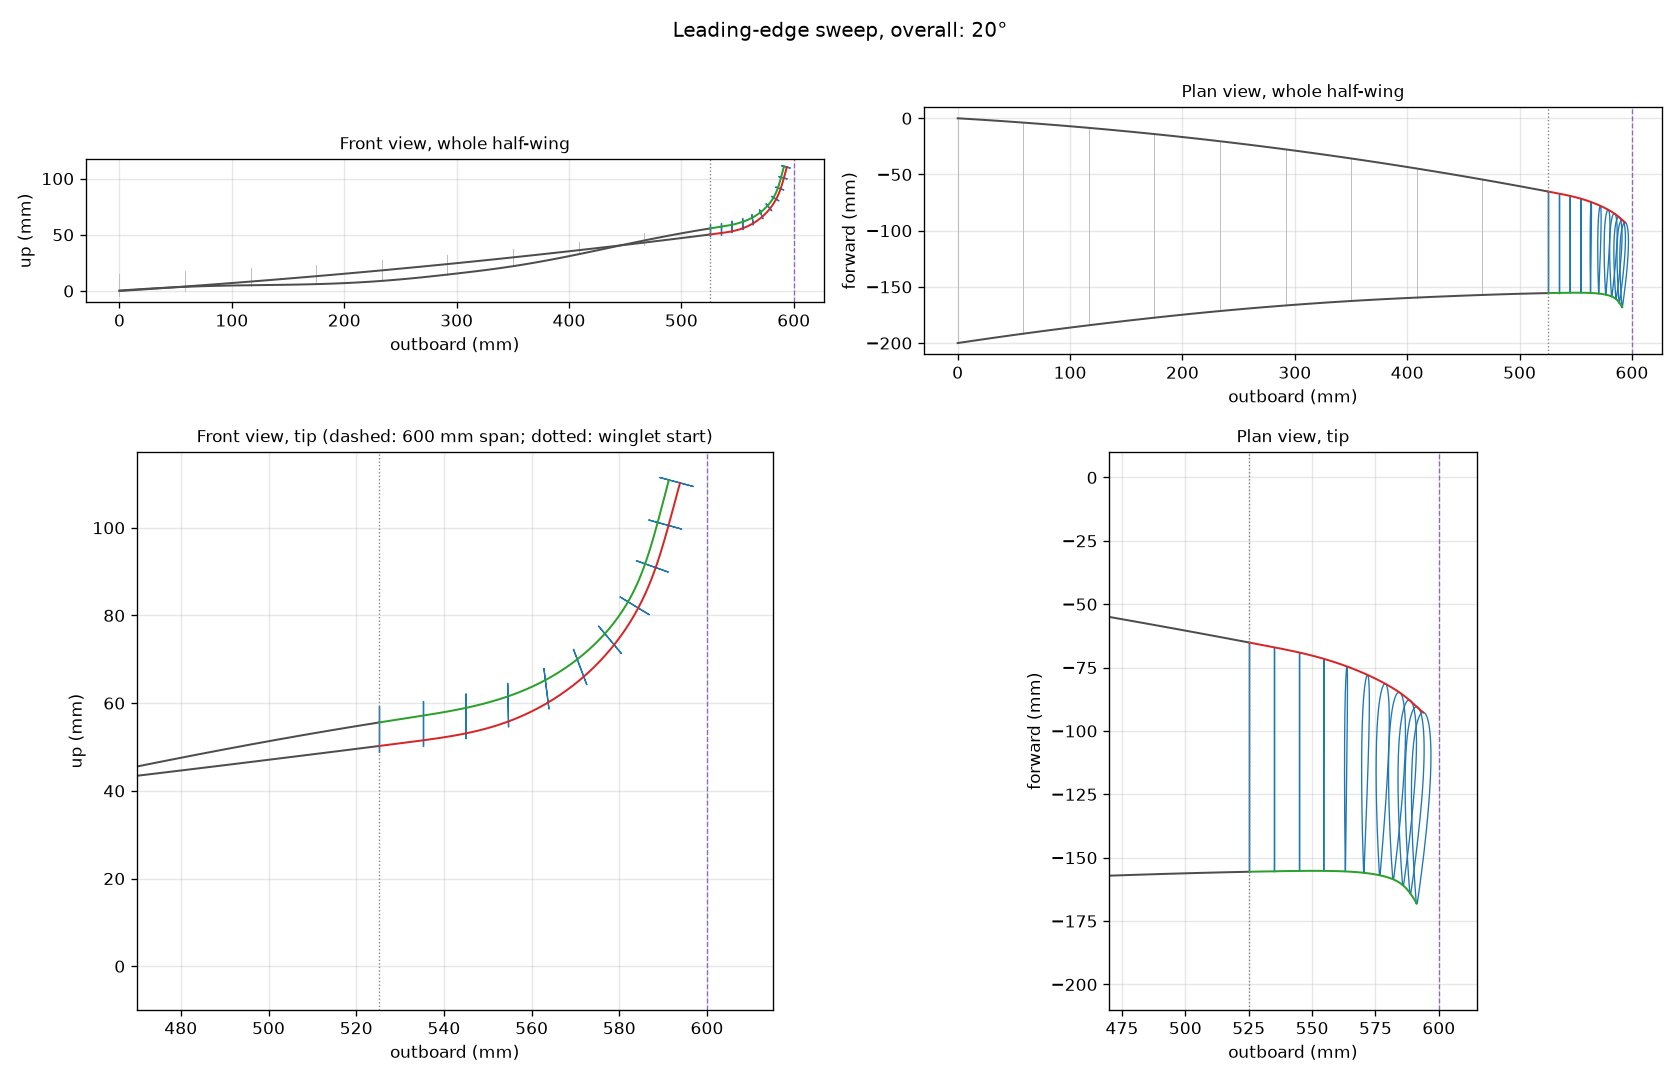 Leading-edge sweep, overall: 20°
Front view, whole half-wing
up (mm)
100
50
0
0 100 200 300 400 500 600
outboard (mm)
Plan view, whole half-wing
forward (mm)
0
−50
−100
−150
−200
0 100 200 300 400 500 600
outboard (mm)
Front view, tip (dashed: 600 mm span; dotted: winglet start)
up (mm)
100
80
60
40
20
0
480 500 520 540 560 580 600
outboard (mm)
Plan view, tip
forward (mm)
0
−25
−50
−75
−100
−125
−150
−175
−200
475 500 525 550 575 600
outboard (mm)